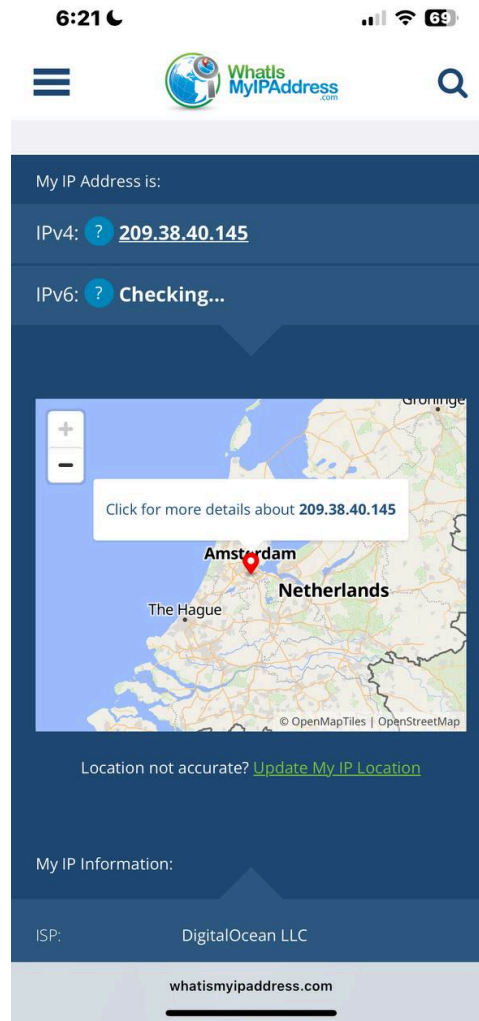 6:21
69
WhatIs
MyIPAddress
.com
My IP Address is:
IPv4: ? 209.38.40.145
IPv6: ? Checking...
+
−
Groninge
Click for more details about 209.38.40.145
Amsterdam
Netherlands
The Hague
© OpenMapTiles | OpenStreetMap
Location not accurate? Update My IP Location
My IP Information:
ISP: DigitalOcean LLC
whatismyipaddress.com